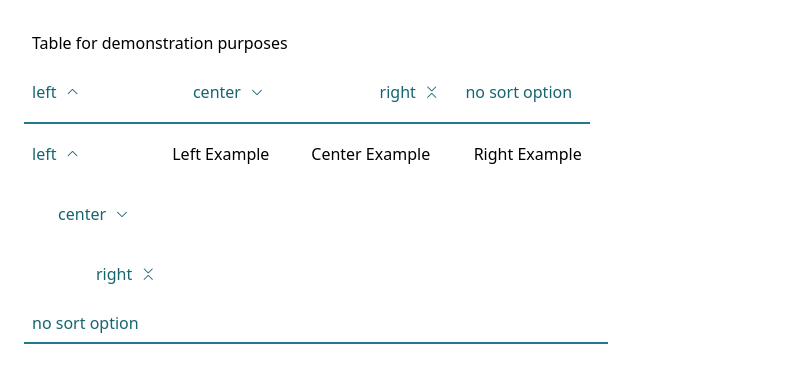 Table for demonstration purposes
left center right no sort option
left Left Example Center Example Right Example
center
right
no sort option